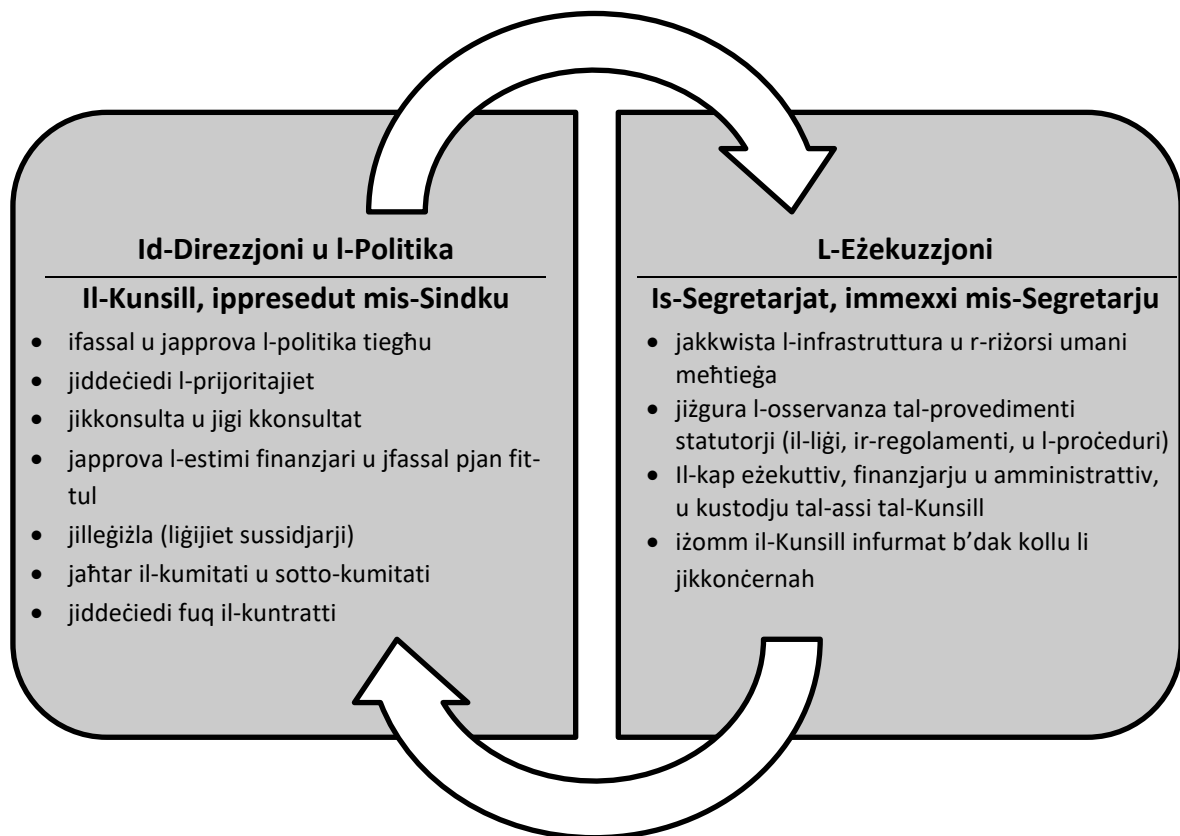 Id-Direzzjoni u l-Politika
Il-Kunsill, ippresedut mis-Sindku
• ifassal u japprova l-politika tiegħu
• jiddeċiedi l-prijoritajiet
• jikkonsulta u jigi kkonsultat
• japprova l-estimi finanzjari u jfassal pjan fit-
tul
• jilleġiżla (liġijiet sussidjarji)
• jaħtar il-kumitati u sotto-kumitati
• jiddeċiedi fuq il-kuntratti
L-Eżekuzzjoni
Is-Segretarjat, immexxi mis-Segretarju
• jakkwista l-infrastruttura u r-riżorsi umani
meħtieġa
• jiżgura l-osservanza tal-provedimenti
statutorji (il-liġi, ir-regolamenti, u l-proċeduri)
• Il-kap eżekuttiv, finanzjarju u amministrattiv,
u kustodju tal-assi tal-Kunsill
• iżomm il-Kunsill infurmat b’dak kollu li
jikkonċernah